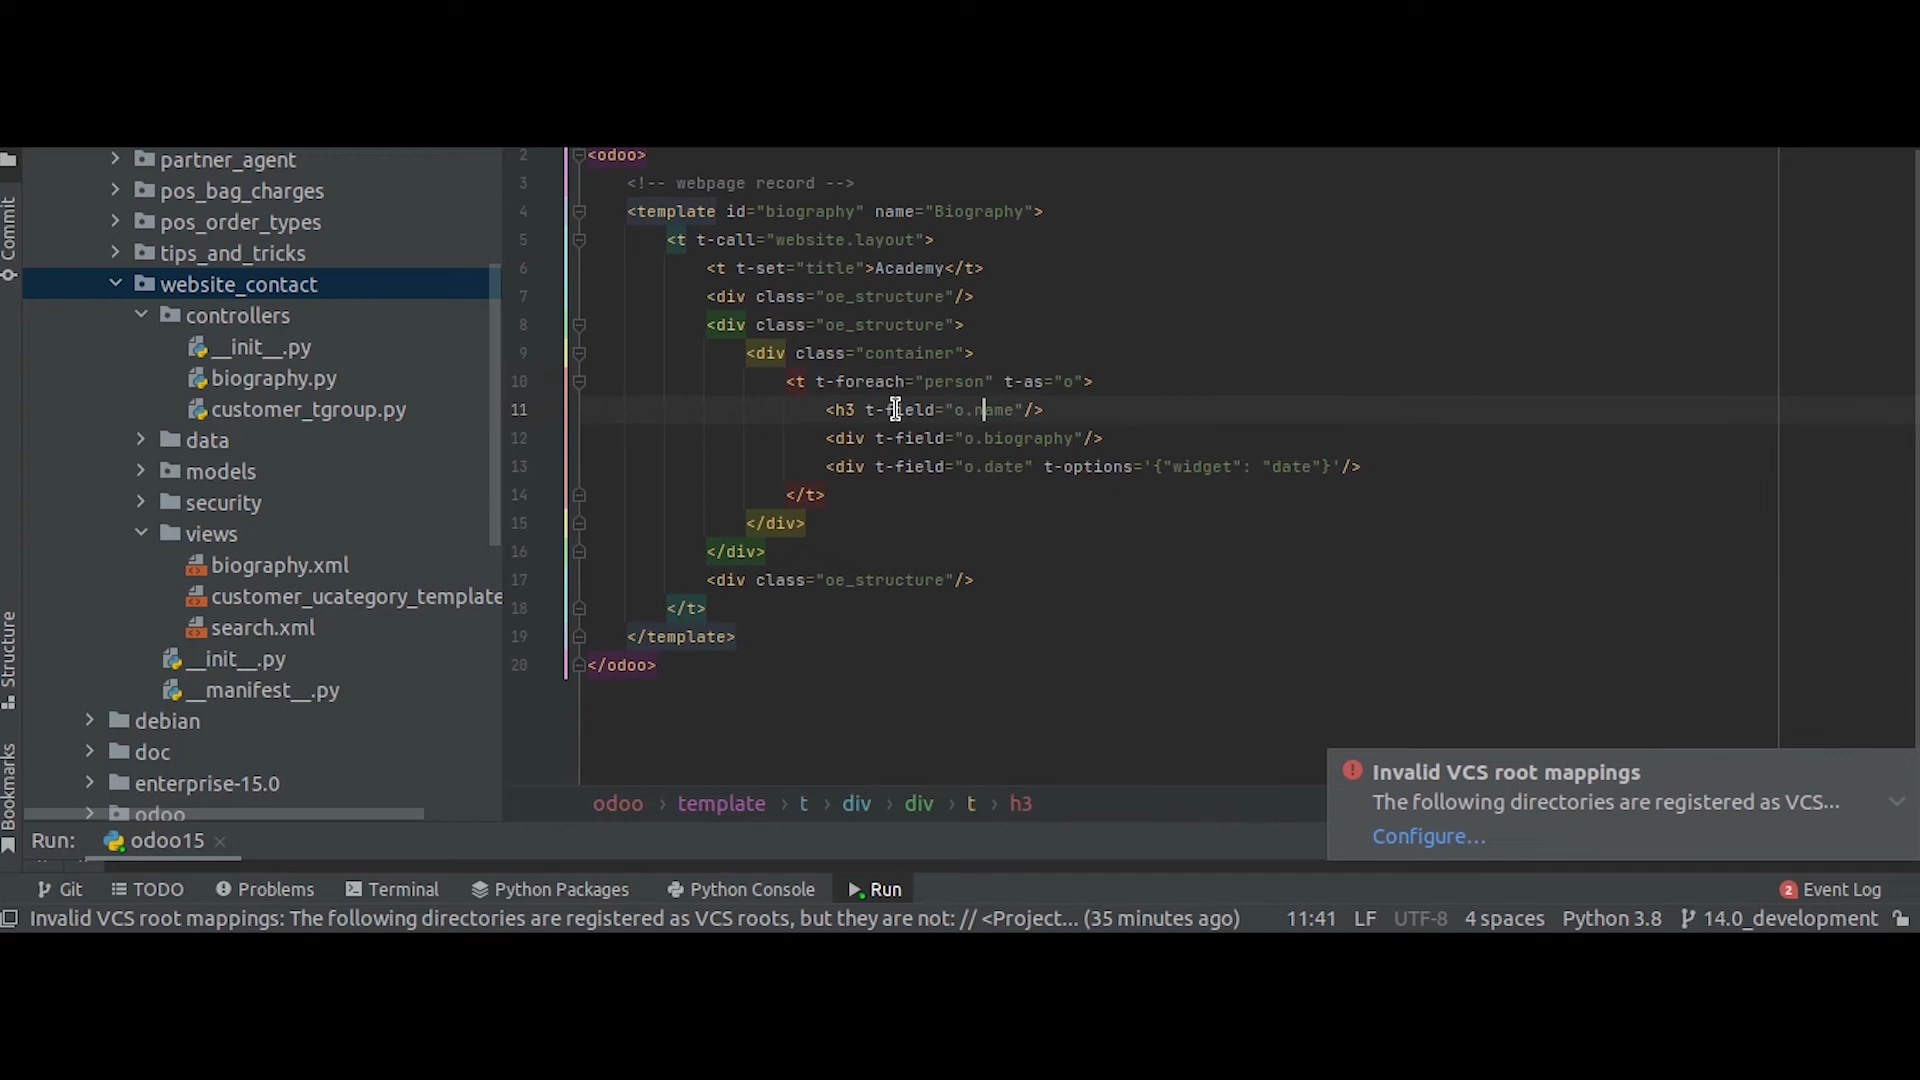 partner_agent
pos_bag_charges
pos_order_types
tips_and_tricks
website_contact
controllers
__init__.py
biography.py
customer_tgroup.py
data
models
security
views
biography.xml
customer_ucategory_template
search.xml
__init__.py
__manifest__.py
debian
doc
enterprise-15.0
odoo
Commit
Structure
Bookmarks
2 <odoo>
3 <!-- webpage record -->
4 <template id="biography" name="Biography">
5 <t t-call="website.layout">
6 <t t-set="title">Academy</t>
7 <div class="oe_structure"/>
8 <div class="oe_structure">
9 <div class="container">
10 <t t-foreach="person" t-as="o">
11 <h3 t-field="o.name"/>
12 <div t-field="o.biography"/>
13 <div t-field="o.date" t-options='{"widget": "date"}'/>
14 </t>
15 </div>
16 </div>
17 <div class="oe_structure"/>
18 </t>
19 </template>
20 </odoo>
odoo › template › t › div › div › t › h3
Invalid VCS root mappings
The following directories are registered as VCS...
Configure...
Run: odoo15 ×
Git TODO Problems Terminal Python Packages Python Console Run 2 Event Log
Invalid VCS root mappings: The following directories are registered as VCS roots, but they are not: // <Project... (35 minutes ago) 11:41 LF UTF-8 4 spaces Python 3.8 14.0_development